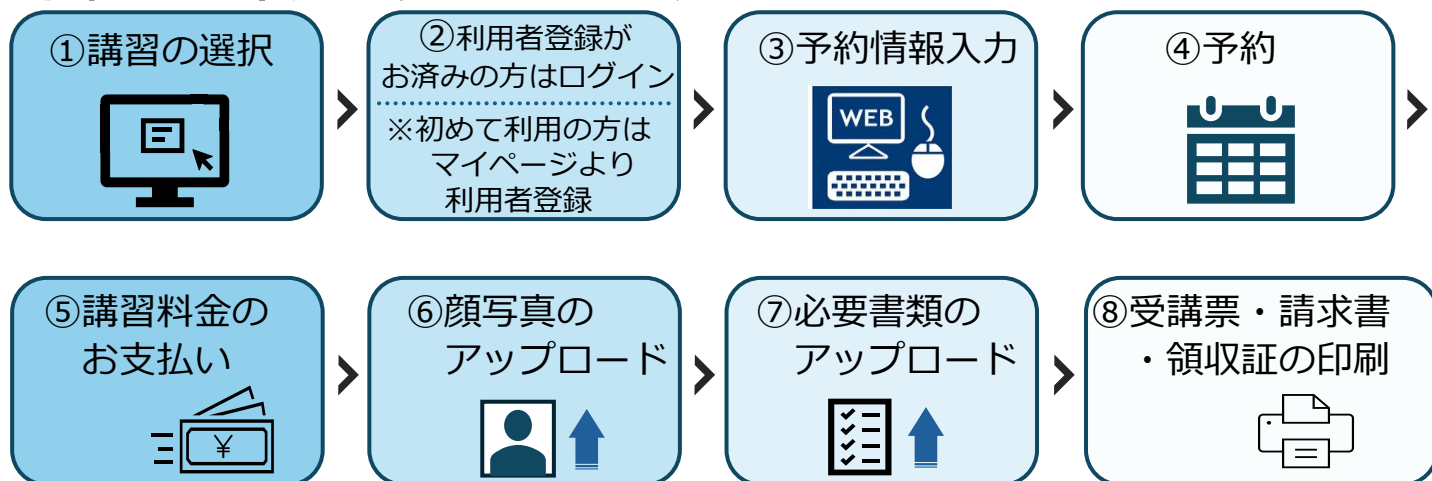 ①講習の選択
②利用者登録が
お済みの方はログイン
※初めて利用の方は
マイページより
利用者登録
③予約情報入力
WEB
④予約
⑤講習料金の
お支払い
¥
⑥顔写真の
アップロード
⑦必要書類の
アップロード
⑧受講票・請求書
・領収証の印刷